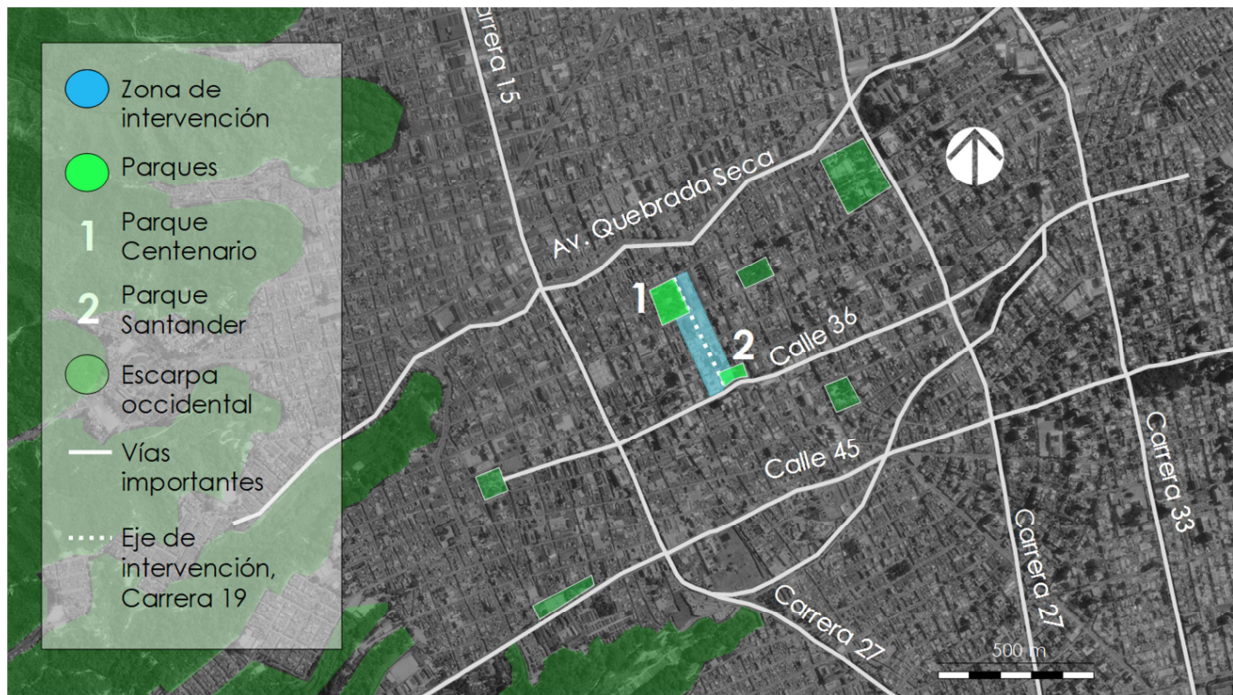 Zona de
intervención
Parques
1
Parque
Centenario
2
Parque
Santander
Escarpa
occidental
Vías
importantes
Eje de
intervención,
Carrera 19
Carrera 15
Av. Quebrada Seca
1
2
Calle 36
Calle 45
Carrera 33
Carrera 27
Carrera 27
500 m